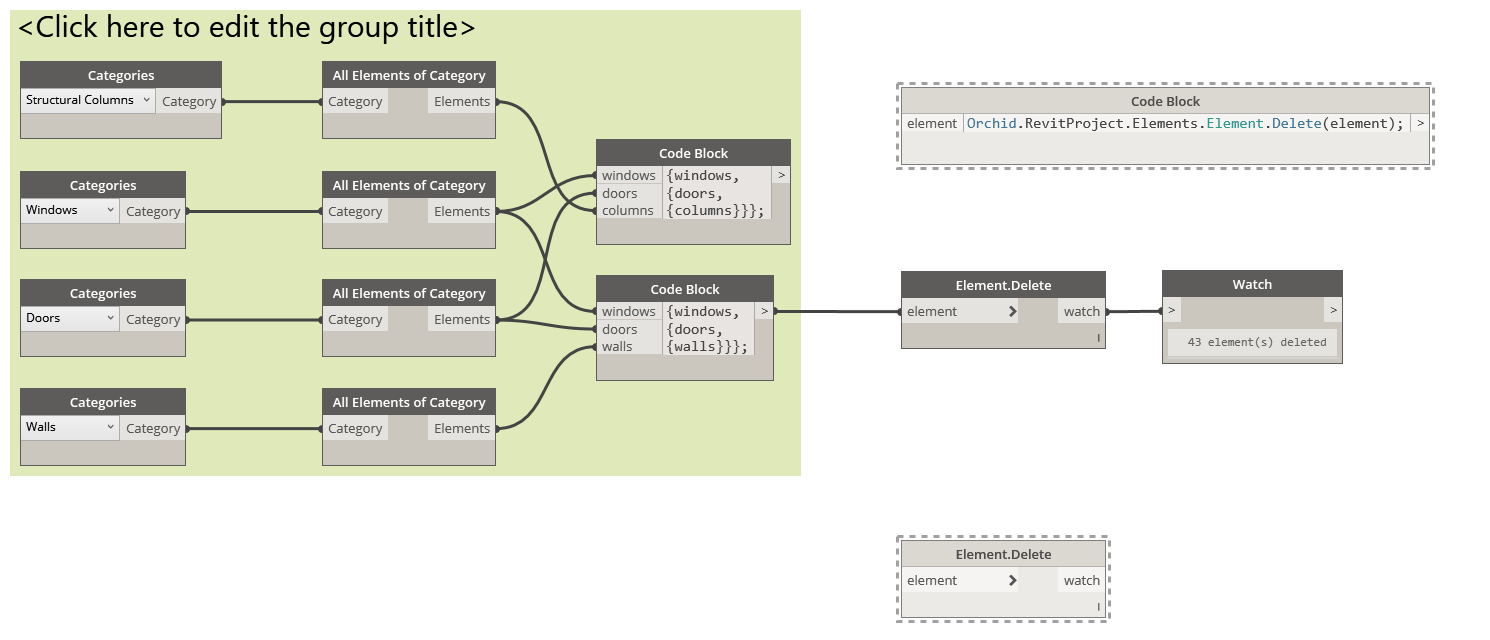 <Click here to edit the group title>
Categories
Structural Columns Category
All Elements of Category
Category Elements
Categories
Windows Category
All Elements of Category
Category Elements
Categories
Doors Category
All Elements of Category
Category Elements
Categories
Walls Category
All Elements of Category
Category Elements
Code Block
windows {windows, >
doors {doors,
columns {columns}}};
Code Block
windows {windows, >
doors {doors,
walls {walls}}};
Code Block
element Orchid.RevitProject.Elements.Element.Delete(element); >
Element.Delete
element > watch
l
Watch
> >
43 element(s) deleted
Element.Delete
element > watch
l